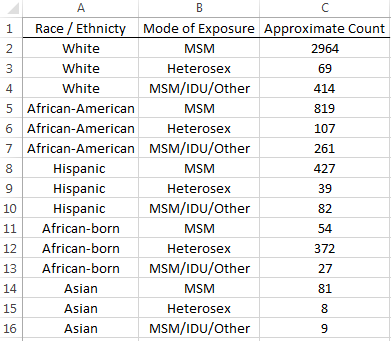 A B C
1 Race / Ethnicty Mode of Exposure Approximate Count
2 White MSM 2964
3 White Heterosex 69
4 White MSM/IDU/Other 414
5 African-American MSM 819
6 African-American Heterosex 107
7 African-American MSM/IDU/Other 261
8 Hispanic MSM 427
9 Hispanic Heterosex 39
10 Hispanic MSM/IDU/Other 82
11 African-born MSM 54
12 African-born Heterosex 372
13 African-born MSM/IDU/Other 27
14 Asian MSM 81
15 Asian Heterosex 8
16 Asian MSM/IDU/Other 9